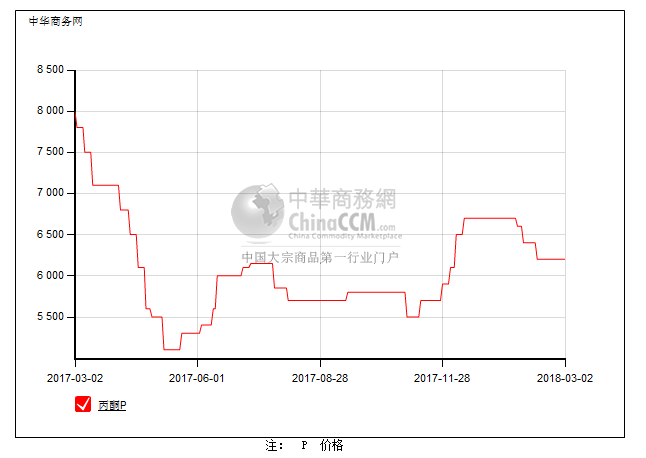 中华商务网
8 500
8 000
7 500
7 000
6 500
6 000
5 500
中華商務網
ChinaCCM.com
China Commodity Marketplace
中国大宗商品第一行业门户
2017-03-02
2017-06-01
2017-08-28
2017-11-28
2018-03-02
丙酮P
注: P 价格